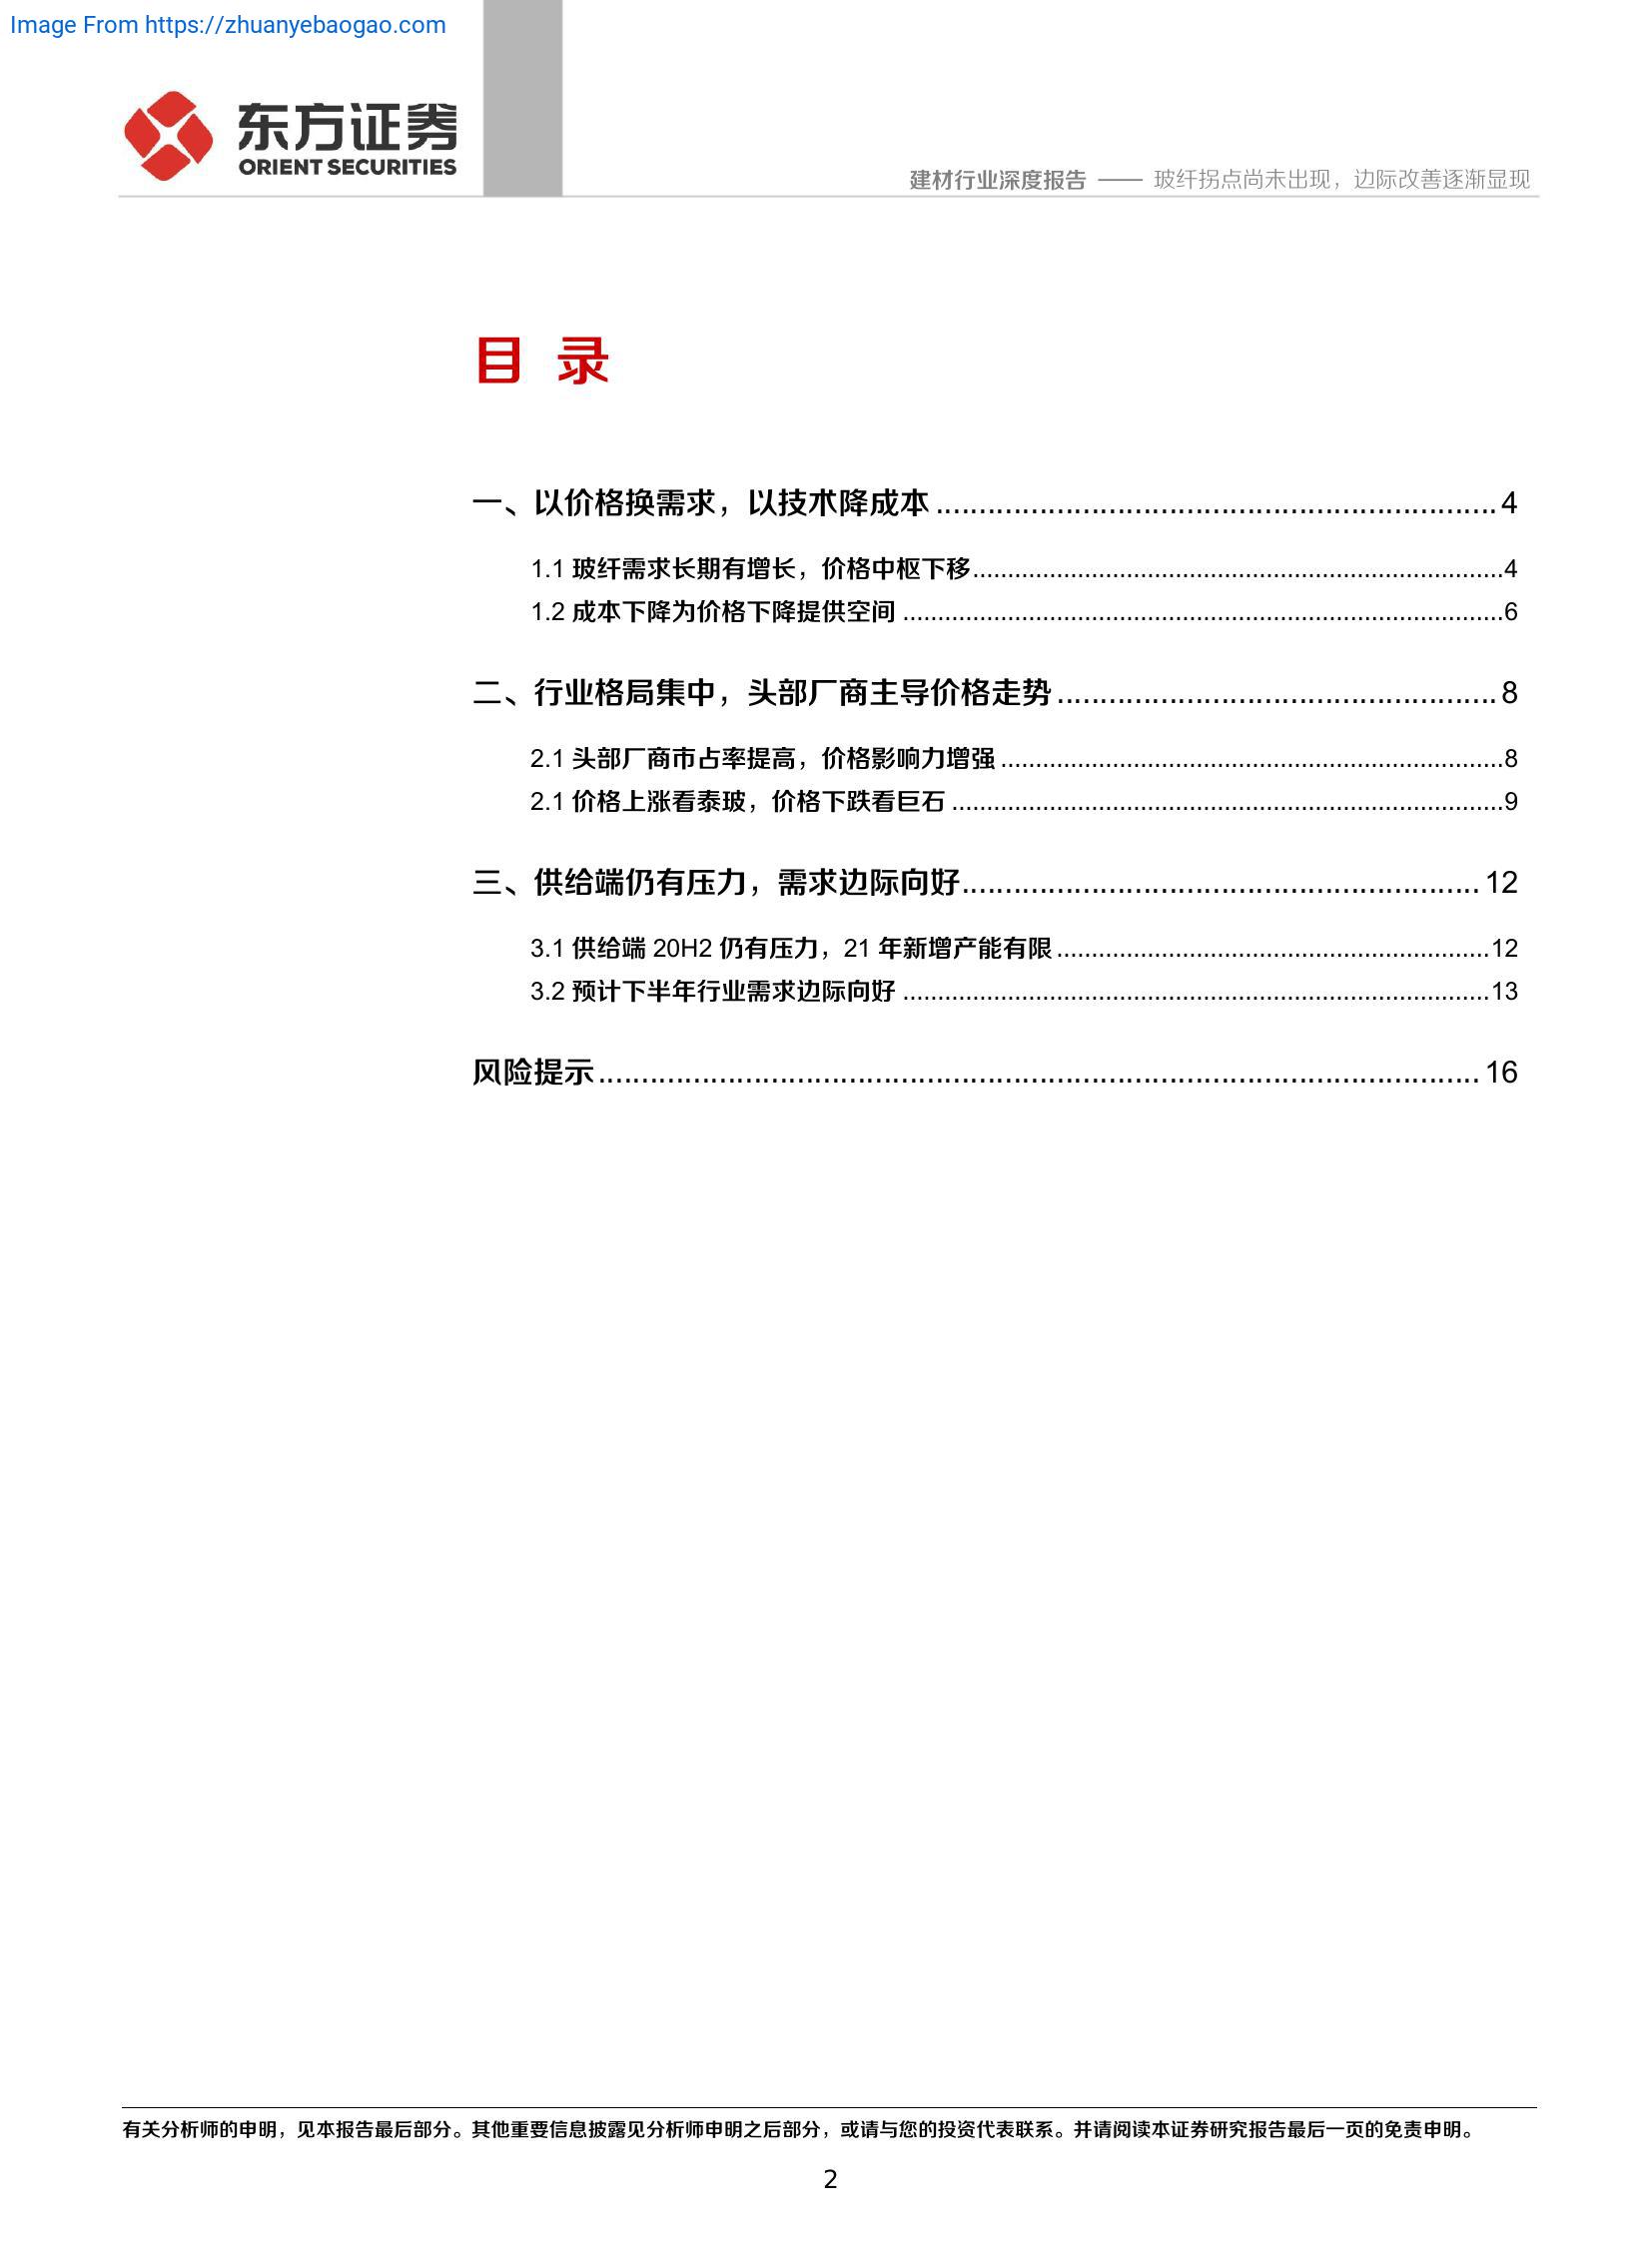 Image From https://zhuanyebaogao.com
东方证券
ORIENT SECURITIES
建材行业深度报告 —— 玻纤拐点尚未出现，边际改善逐渐显现
目 录
一、以价格换需求，以技术降成本 ................................................................ 4
1.1 玻纤需求长期有增长，价格中枢下移...........................................................................4
1.2 成本下降为价格下降提供空间 .....................................................................................6
二、行业格局集中，头部厂商主导价格走势 .................................................. 8
2.1 头部厂商市占率提高，价格影响力增强 .......................................................................8
2.1 价格上涨看泰玻，价格下跌看巨石 ..............................................................................9
三、供给端仍有压力，需求边际向好........................................................... 12
3.1 供给端 20H2 仍有压力，21 年新增产能有限 .............................................................12
3.2 预计下半年行业需求边际向好 ...................................................................................13
风险提示..................................................................................................... 16
有关分析师的申明，见本报告最后部分。其他重要信息披露见分析师申明之后部分，或请与您的投资代表联系。并请阅读本证券研究报告最后一页的免责申明。
2